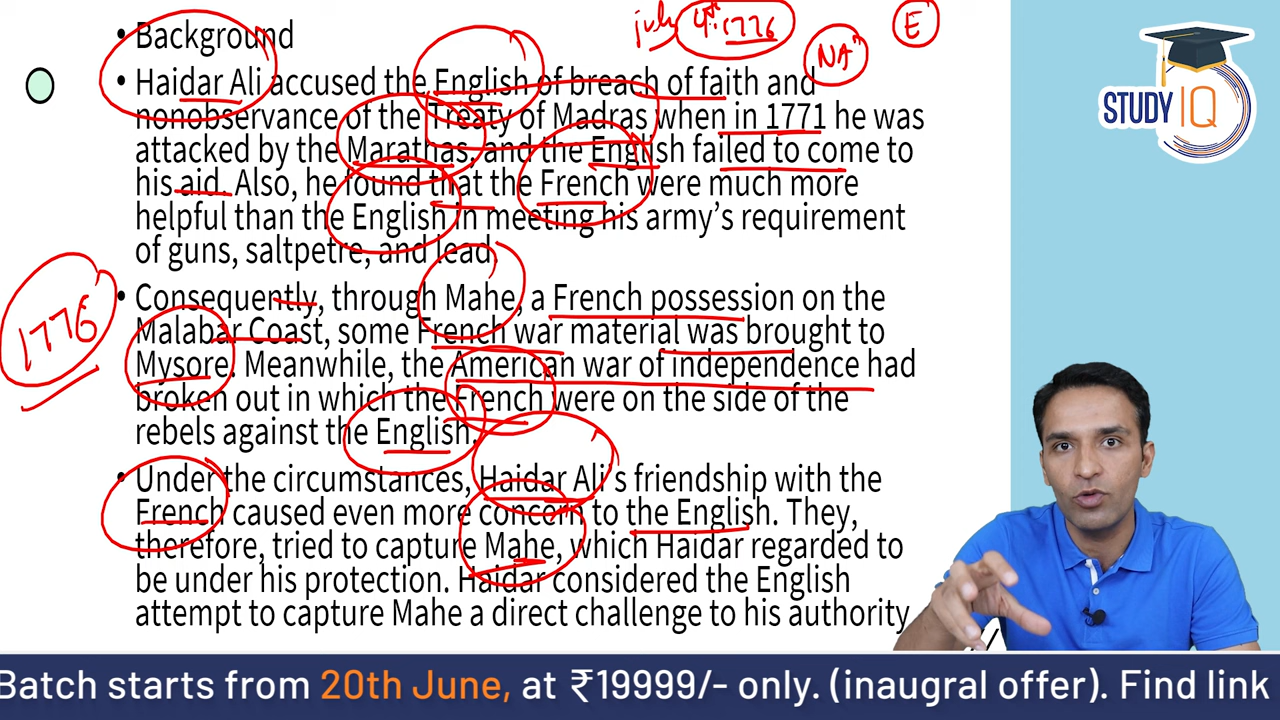 july 4th 1776
NA
E
STUDY IQ
• Background
• Haidar Ali accused the English of breach of faith and
nonobservance of the Treaty of Madras when in 1771 he was
attacked by the Marathas, and the English failed to come to
his aid. Also, he found that the French were much more
helpful than the English in meeting his army’s requirement
of guns, saltpetre, and lead.
1776
• Consequently, through Mahe, a French possession on the
Malabar Coast, some French war material was brought to
Mysore. Meanwhile, the American war of independence had
broken out in which the French were on the side of the
rebels against the English.
• Under the circumstances, Haidar Ali’s friendship with the
French caused even more concern to the English. They,
therefore, tried to capture Mahe, which Haidar regarded to
be under his protection. Haidar considered the English
attempt to capture Mahe a direct challenge to his authority
Batch starts from 20th June, at ₹19999/- only. (inaugral offer). Find link